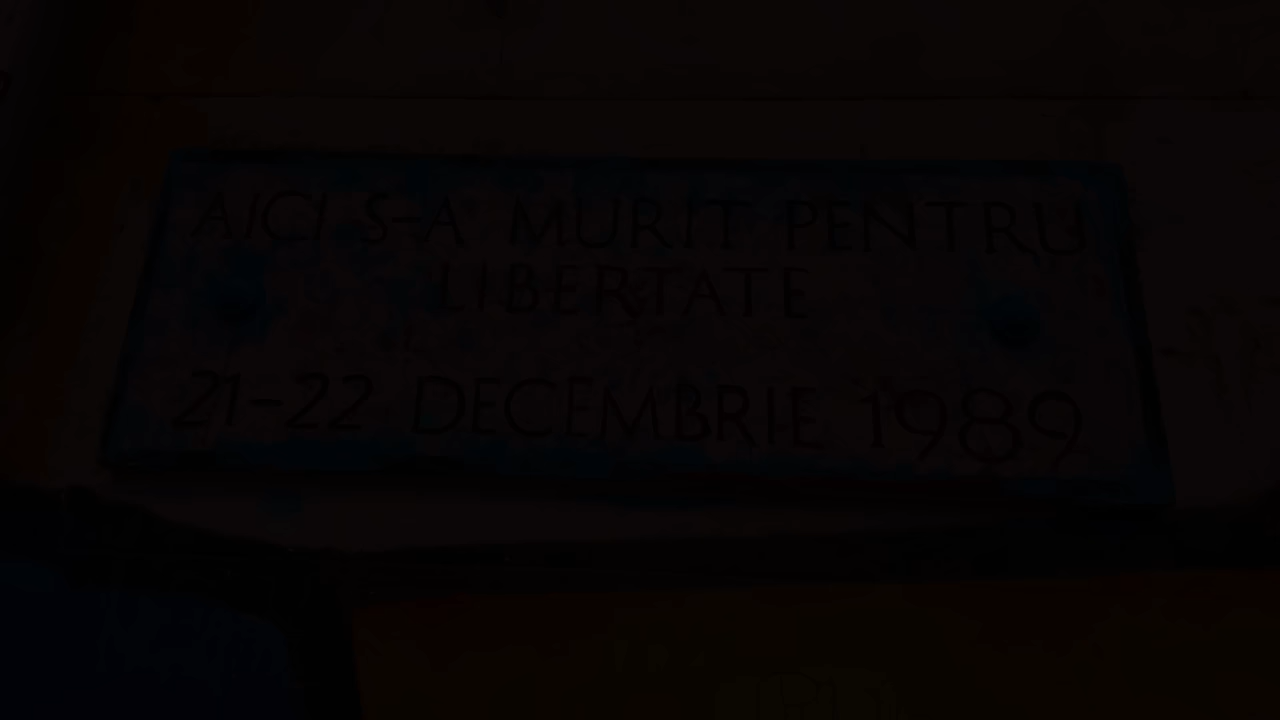 AICI S-A MURIT PENTRU
LIBERTATE
21-22 DECEMBRIE 1989